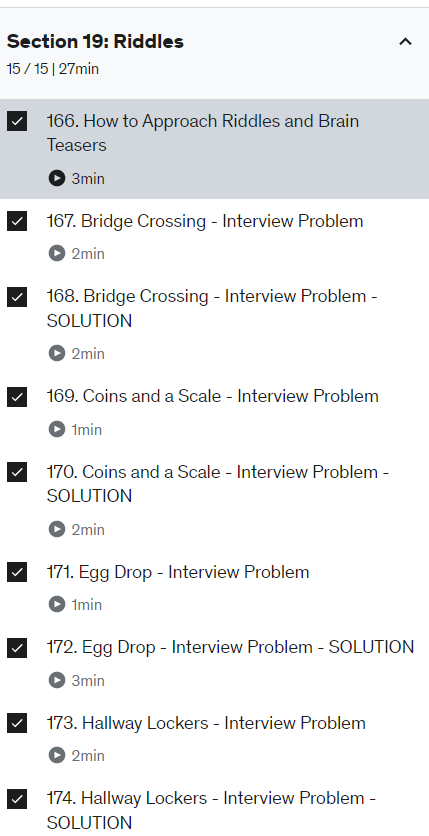 Section 19: Riddles
15 / 15 | 27min
166. How to Approach Riddles and Brain
Teasers
3min
167. Bridge Crossing - Interview Problem
2min
168. Bridge Crossing - Interview Problem -
SOLUTION
2min
169. Coins and a Scale - Interview Problem
1min
170. Coins and a Scale - Interview Problem -
SOLUTION
2min
171. Egg Drop - Interview Problem
1min
172. Egg Drop - Interview Problem - SOLUTION
3min
173. Hallway Lockers - Interview Problem
2min
174. Hallway Lockers - Interview Problem -
SOLUTION